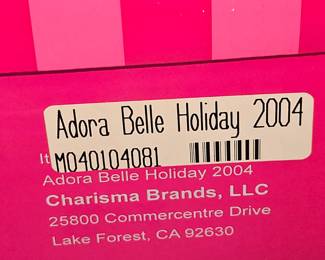 Adora Belle Holiday 2004
It
M040104081
Adora Belle Holiday 2004
Charisma Brands, LLC
25800 Commercentre Drive
Lake Forest, CA 92630